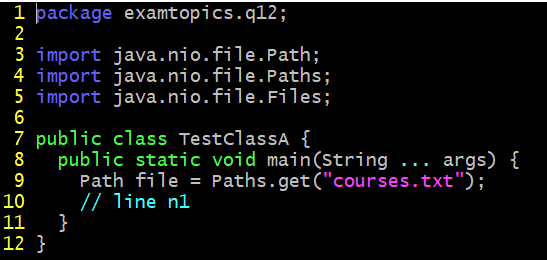 1 package examtopics.q12;
2
3 import java.nio.file.Path;
4 import java.nio.file.Paths;
5 import java.nio.file.Files;
6
7 public class TestClassA {
8   public static void main(String ... args) {
9     Path file = Paths.get("courses.txt");
10     // line n1
11   }
12 }